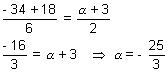 (- 34 + 18)/6 = (α + 3)/2
-16/3 = α + 3 ⇒ α = - 25/3